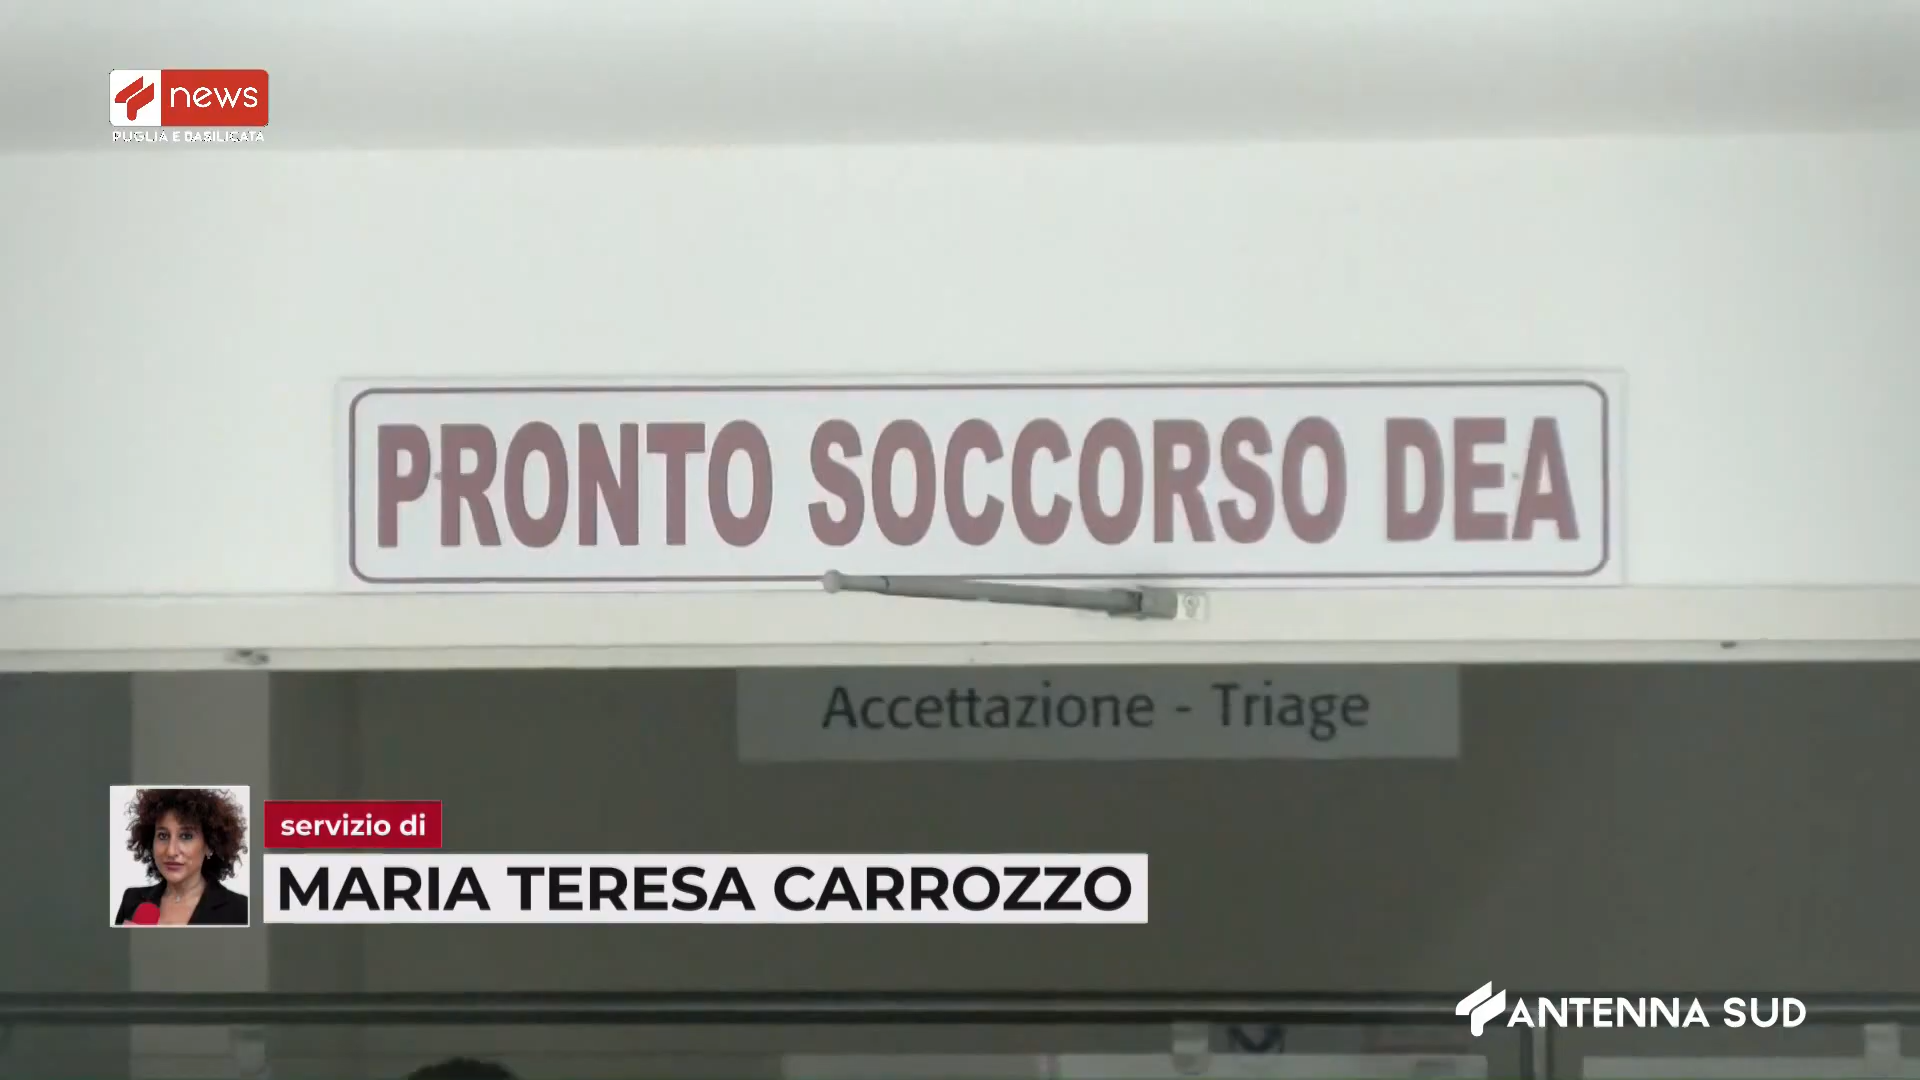 news
PUGLIA E BASILICATA
PRONTO SOCCORSO DEA
Accettazione - Triage
servizio di
MARIA TERESA CARROZZO
ANTENNA SUD